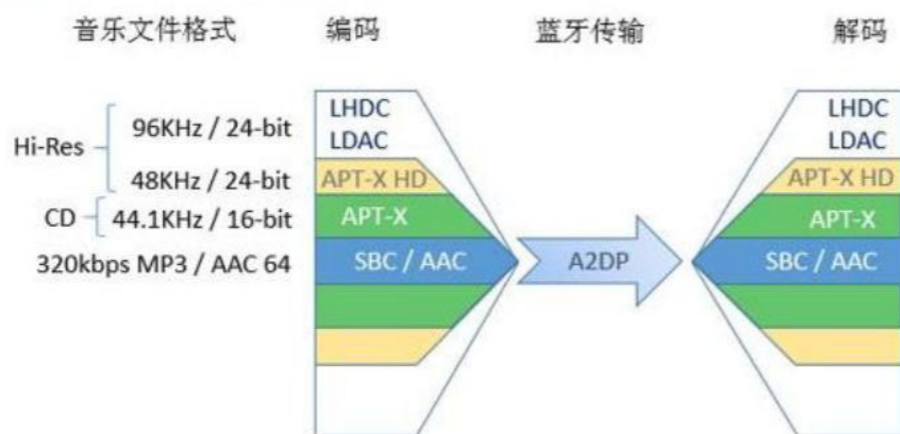 音乐文件格式 编码 蓝牙传输 解码
LHDC LHDC
96KHz / 24-bit
LDAC LDAC
Hi-Res
48KHz / 24-bit APT-X HD APT-X HD
CD 44.1KHz / 16-bit APT-X APT-X
320kbps MP3 / AAC 64 SBC / AAC A2DP SBC / AAC